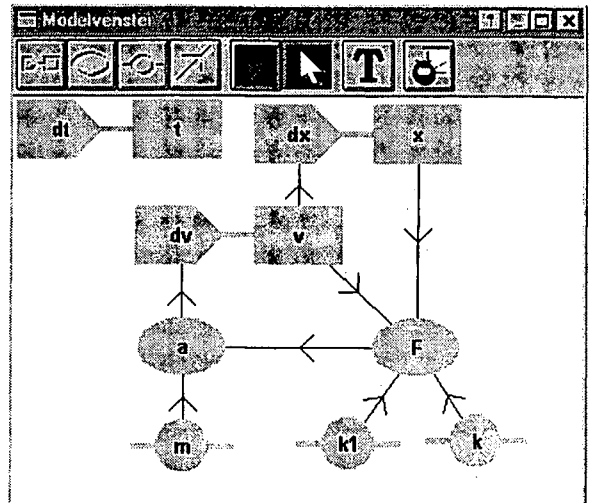 Modelvenster
T
dt t dx x
dv v
a F
m k1 k